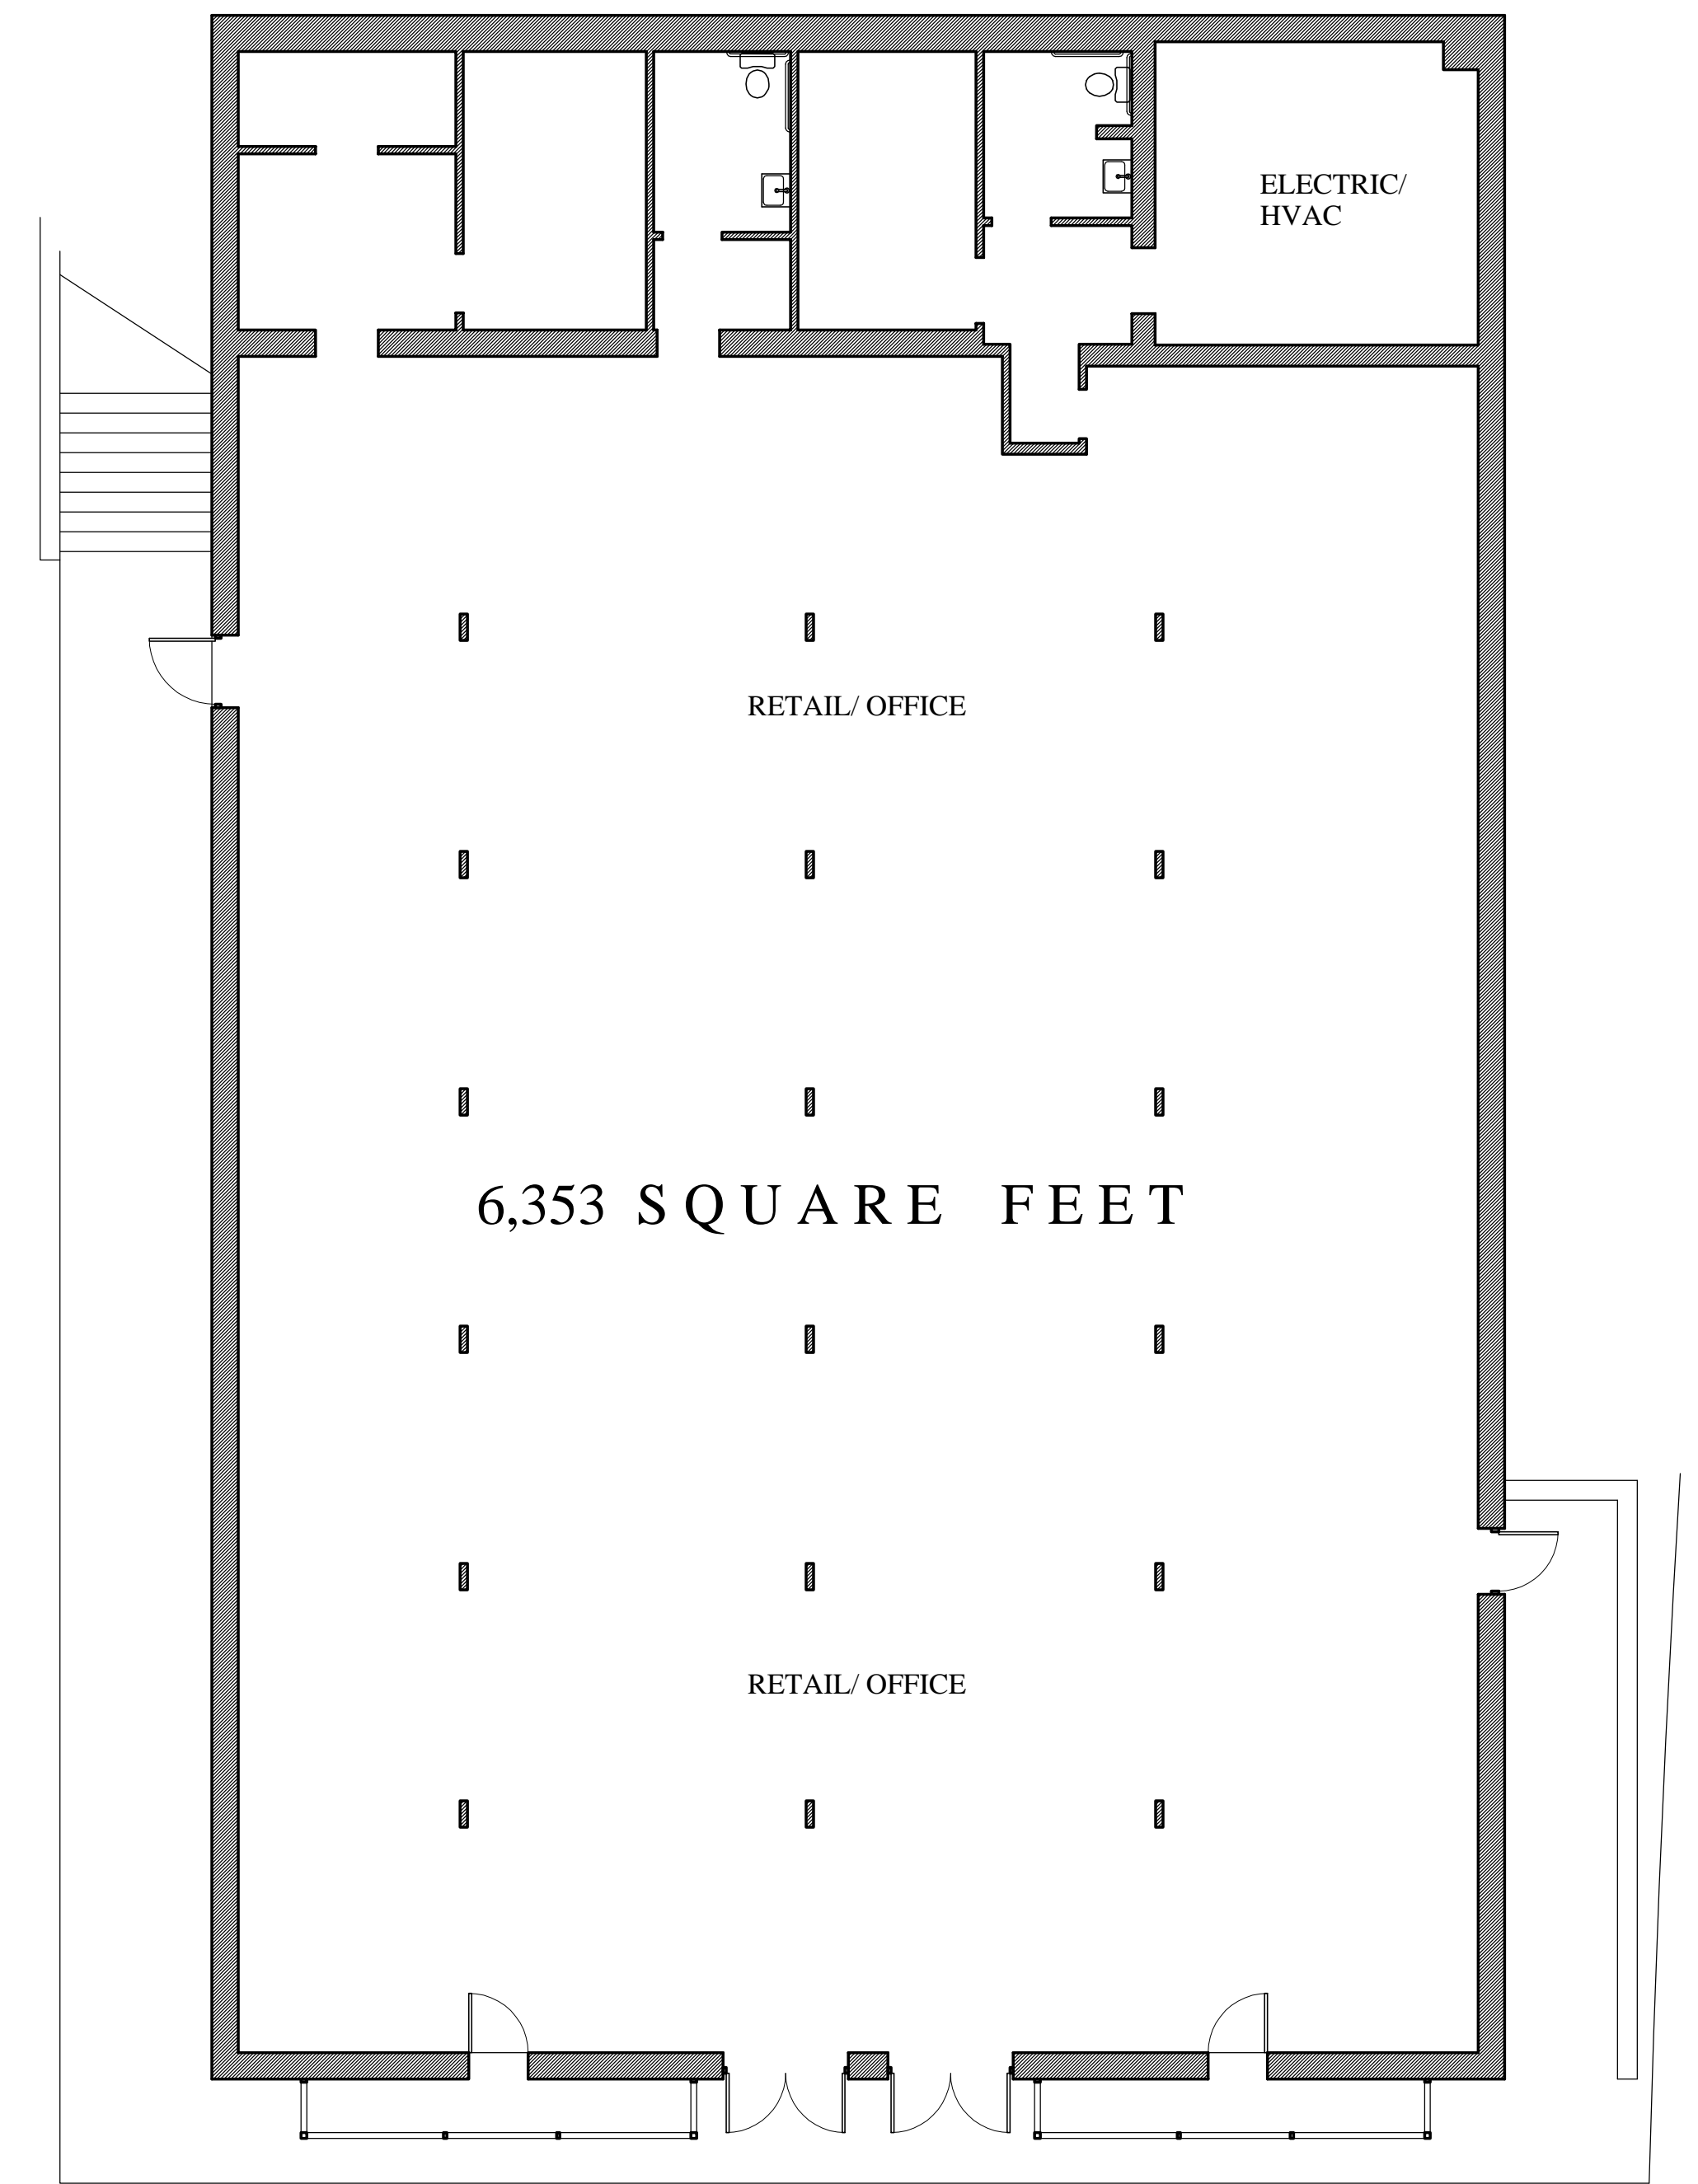 ELECTRIC/
HVAC
RETAIL/ OFFICE
6,353 SQUARE FEET
RETAIL/ OFFICE